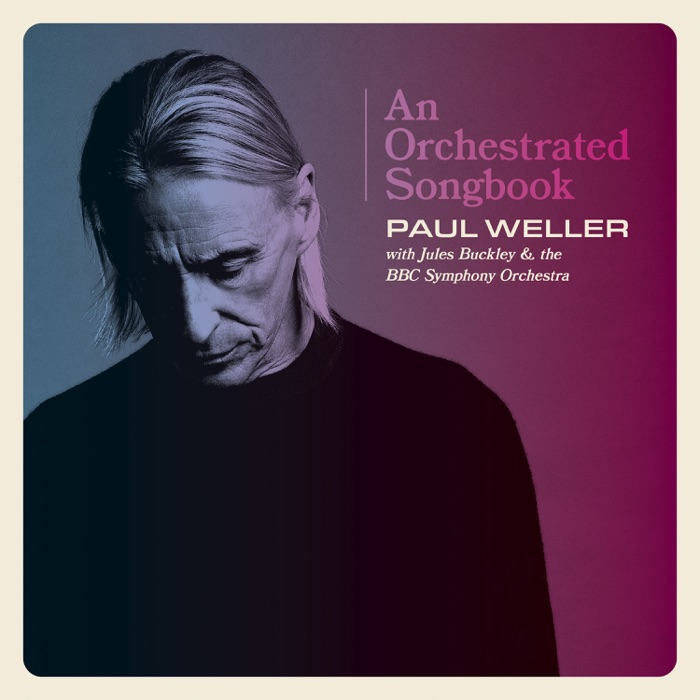 An
Orchestrated
Songbook
PAUL WELLER
with Jules Buckley & the
BBC Symphony Orchestra